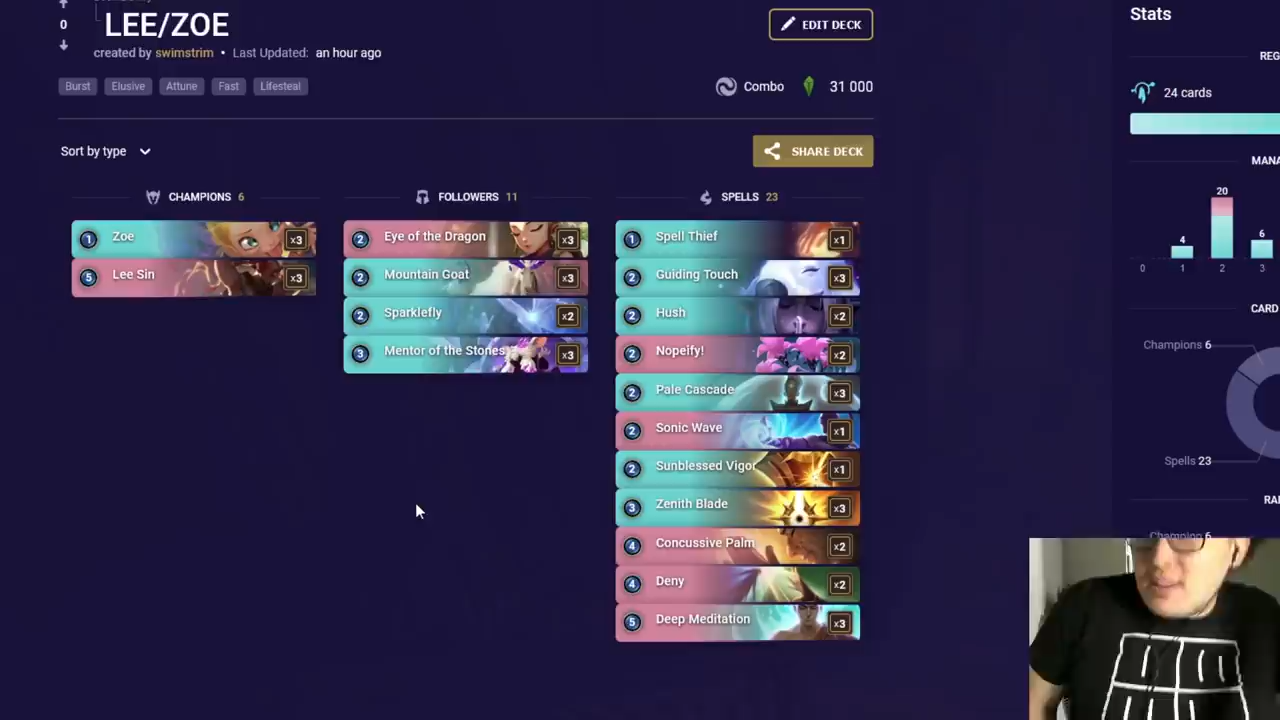 0
LEE/ZOE
EDIT DECK
created by swimstrim • Last Updated: an hour ago
Burst Elusive Attune Fast Lifesteal
Combo 31 000
Sort by type
SHARE DECK
CHAMPIONS 6
1 Zoe x3
5 Lee Sin x3
FOLLOWERS 11
2 Eye of the Dragon x3
2 Mountain Goat x3
2 Sparklefly x2
3 Mentor of the Stones x3
SPELLS 23
1 Spell Thief x1
2 Guiding Touch x3
2 Hush x2
2 Nopeify! x2
2 Pale Cascade x3
2 Sonic Wave x1
2 Sunblessed Vigor x1
3 Zenith Blade x3
4 Concussive Palm x2
4 Deny x2
5 Deep Meditation x3
Stats
REG
24 cards
MANA
20
4 6
0 1 2 3
CARD
Champions 6
Spells 23
RA
Champino 6